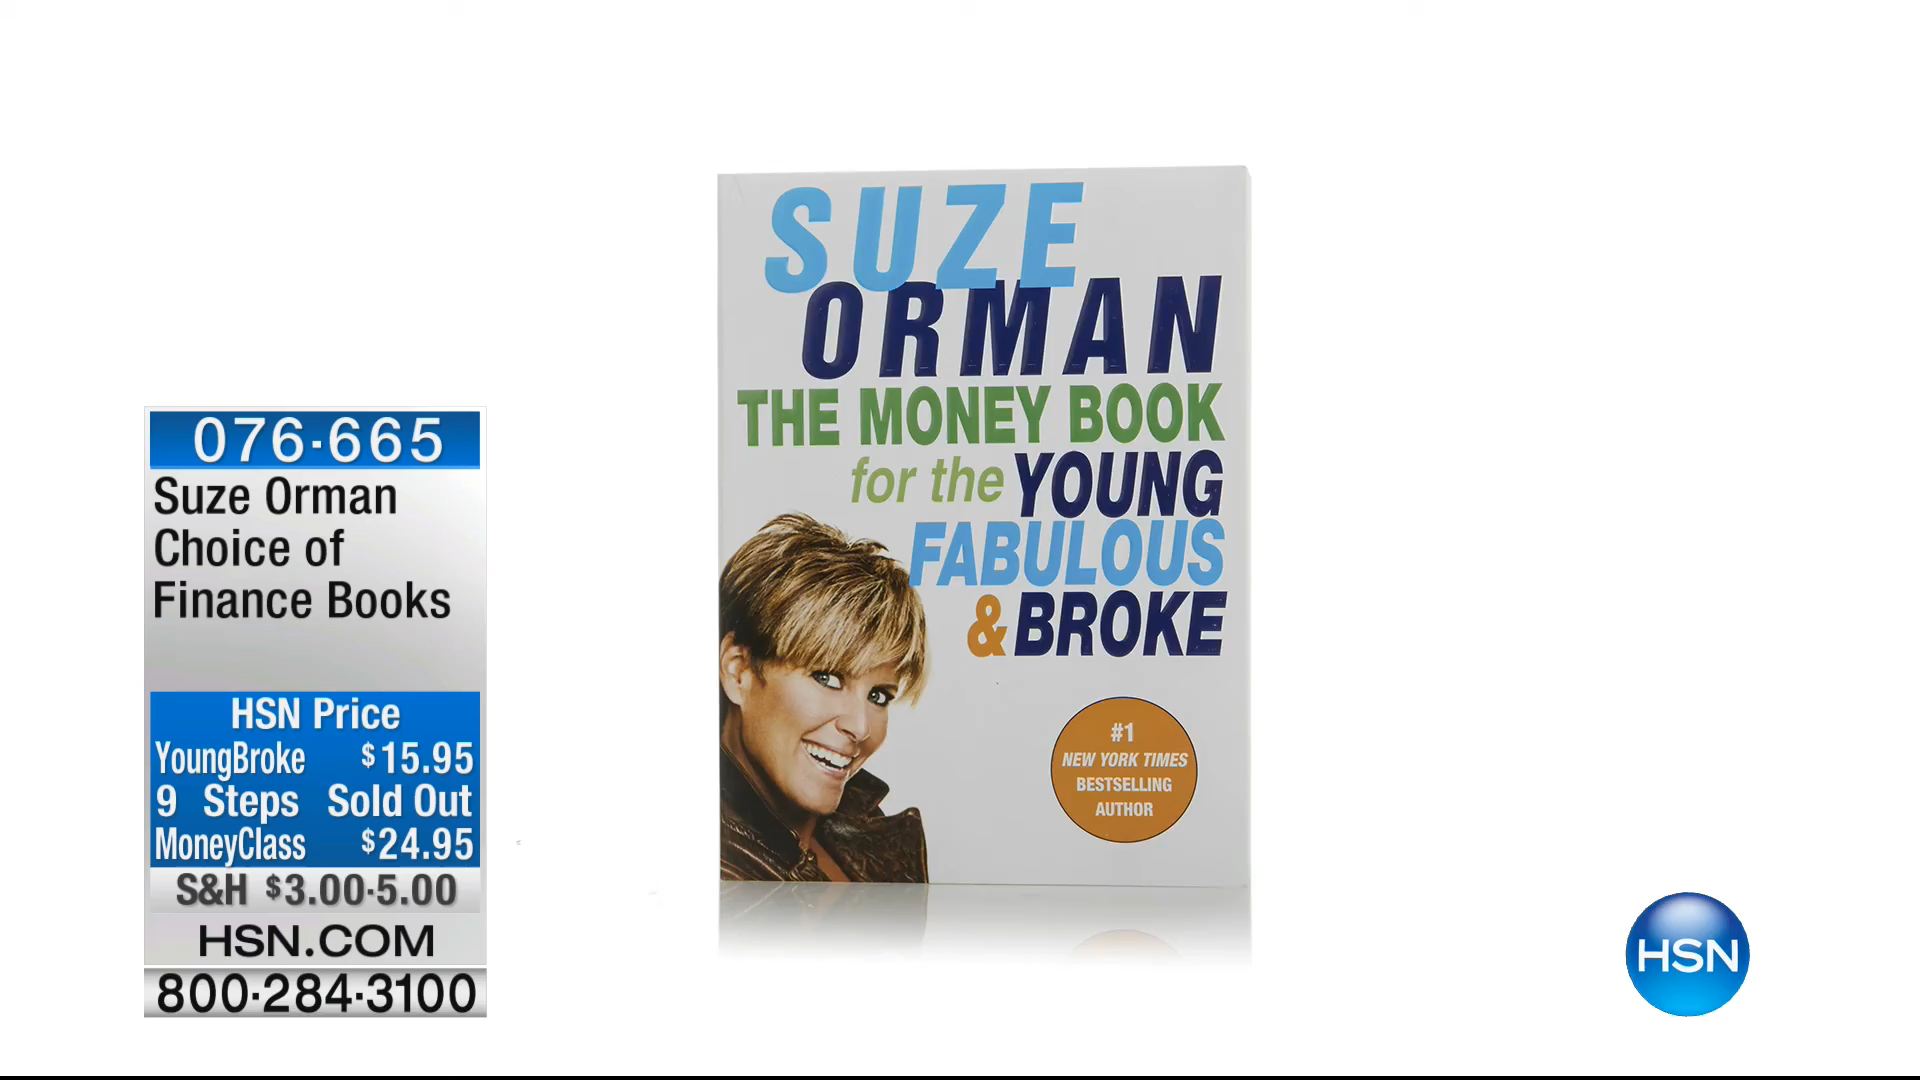 076-665
Suze Orman
Choice of
Finance Books
HSN Price
YoungBroke $15.95
9 Steps Sold Out
MoneyClass $24.95
S&H $3.00-5.00
HSN.COM
800-284-3100
SUZE
ORMAN
THE MONEY BOOK
for the YOUNG
FABULOUS
& BROKE
#1
NEW YORK TIMES
BESTSELLING
AUTHOR
HSN